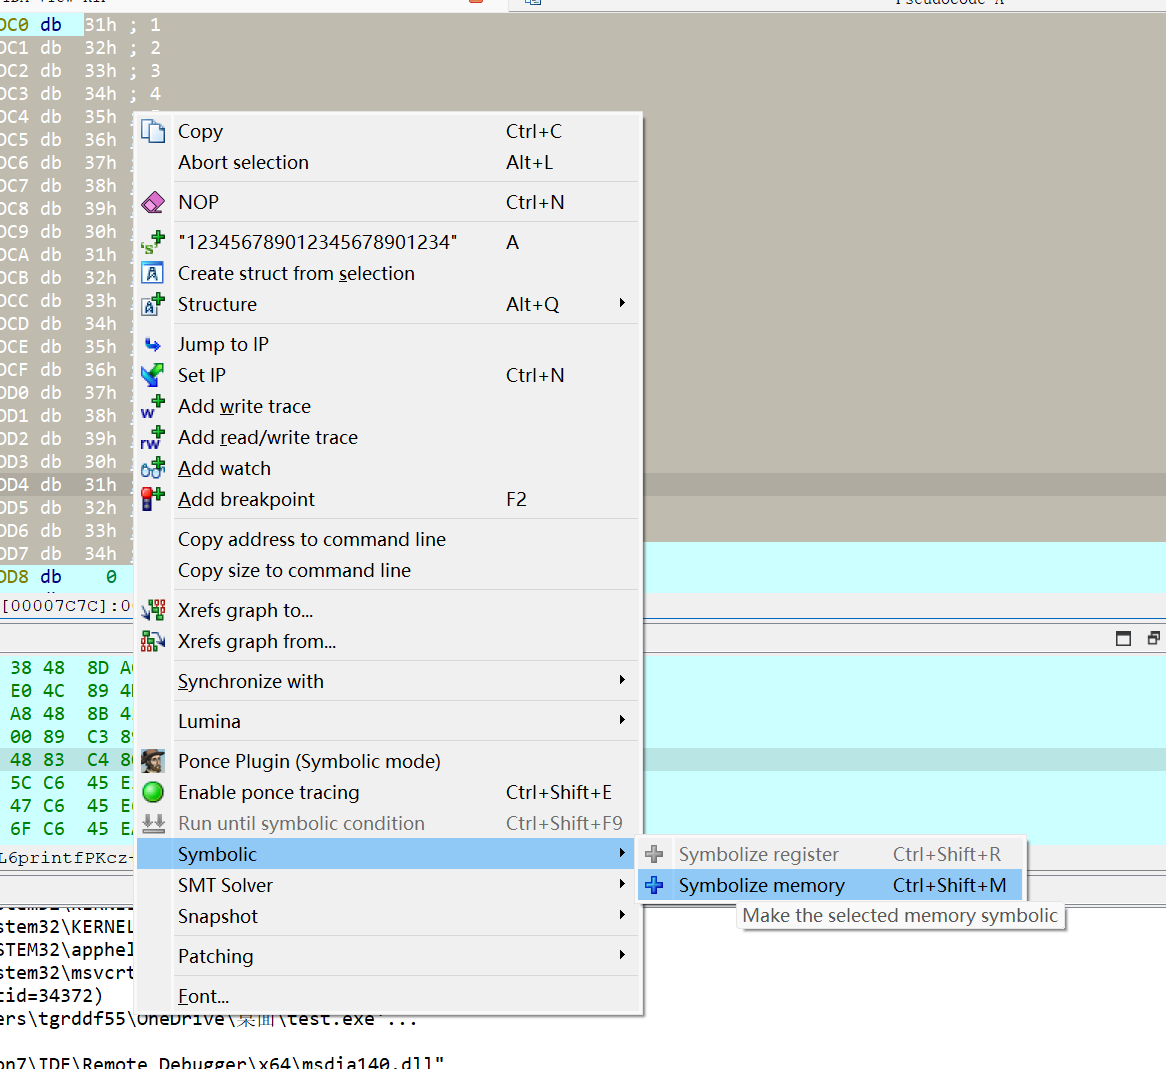 Pseudocode A
DC0 db 31h ; 1
DC1 db 32h ; 2
DC2 db 33h ; 3
DC3 db 34h ; 4
DC4 db 35h ;
DC5 db 36h ;
DC6 db 37h ;
DC7 db 38h ;
DC8 db 39h ;
DC9 db 30h ;
DCA db 31h ;
DCB db 32h ;
DCC db 33h ;
DCD db 34h ;
DCE db 35h ;
DCF db 36h ;
DD0 db 37h ;
DD1 db 38h ;
DD2 db 39h ;
DD3 db 30h ;
DD4 db 31h ;
DD5 db 32h ;
DD6 db 33h ;
DD7 db 34h ;
DD8 db 0
[00007C7C]:0
38 48 8D A
E0 4C 89 4
A8 48 8B 4
00 89 C3 8
48 83 C4 8
5C C6 45 E
47 C6 45 E
6F C6 45 E
L6printfPKcz
stem32\KERNEL
STEM32\apphel
stem32\msvcrt
tid=34372)
ers\tgrddf55\OneDrive\桌面\test.exe'...
on7\IDE\Remote Debugger\x64\msdia140.dll"
Copy Ctrl+C
Abort selection Alt+L
NOP Ctrl+N
"123456789012345678901234" A
Create struct from selection
Structure Alt+Q
Jump to IP
Set IP Ctrl+N
Add write trace
Add read/write trace
Add watch
Add breakpoint F2
Copy address to command line
Copy size to command line
Xrefs graph to...
Xrefs graph from...
Synchronize with
Lumina
Ponce Plugin (Symbolic mode)
Enable ponce tracing Ctrl+Shift+E
Run until symbolic condition Ctrl+Shift+F9
Symbolic
SMT Solver
Snapshot
Patching
Font...
Symbolize register Ctrl+Shift+R
Symbolize memory Ctrl+Shift+M
Make the selected memory symbolic